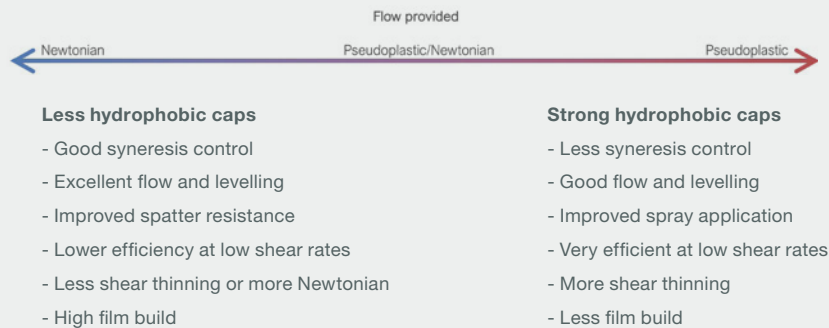 Flow provided
Newtonian
Pseudoplastic/Newtonian
Pseudoplastic
Less hydrophobic caps
- Good syneresis control
- Excellent flow and levelling
- Improved spatter resistance
- Lower efficiency at low shear rates
- Less shear thinning or more Newtonian
- High film build
Strong hydrophobic caps
- Less syneresis control
- Good flow and levelling
- Improved spray application
- Very efficient at low shear rates
- More shear thinning
- Less film build